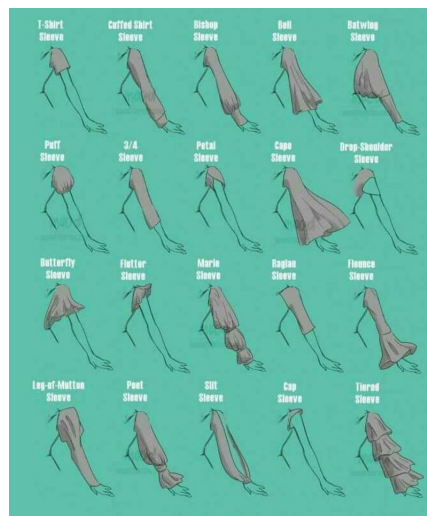 T-Shirt
Sleeve
Cuffed Shirt
Sleeve
Bishop
Sleeve
Bell
Sleeve
Batwing
Sleeve
Puff
Sleeve
3/4
Sleeve
Petal
Sleeve
Cape
Sleeve
Drop-Shoulder
Sleeve
Butterfly
Sleeve
Flutter
Sleeve
Marie
Sleeve
Raglan
Sleeve
Flounce
Sleeve
Leg-of-Mutton
Sleeve
Poet
Sleeve
Slit
Sleeve
Cap
Sleeve
Tiered
Sleeve